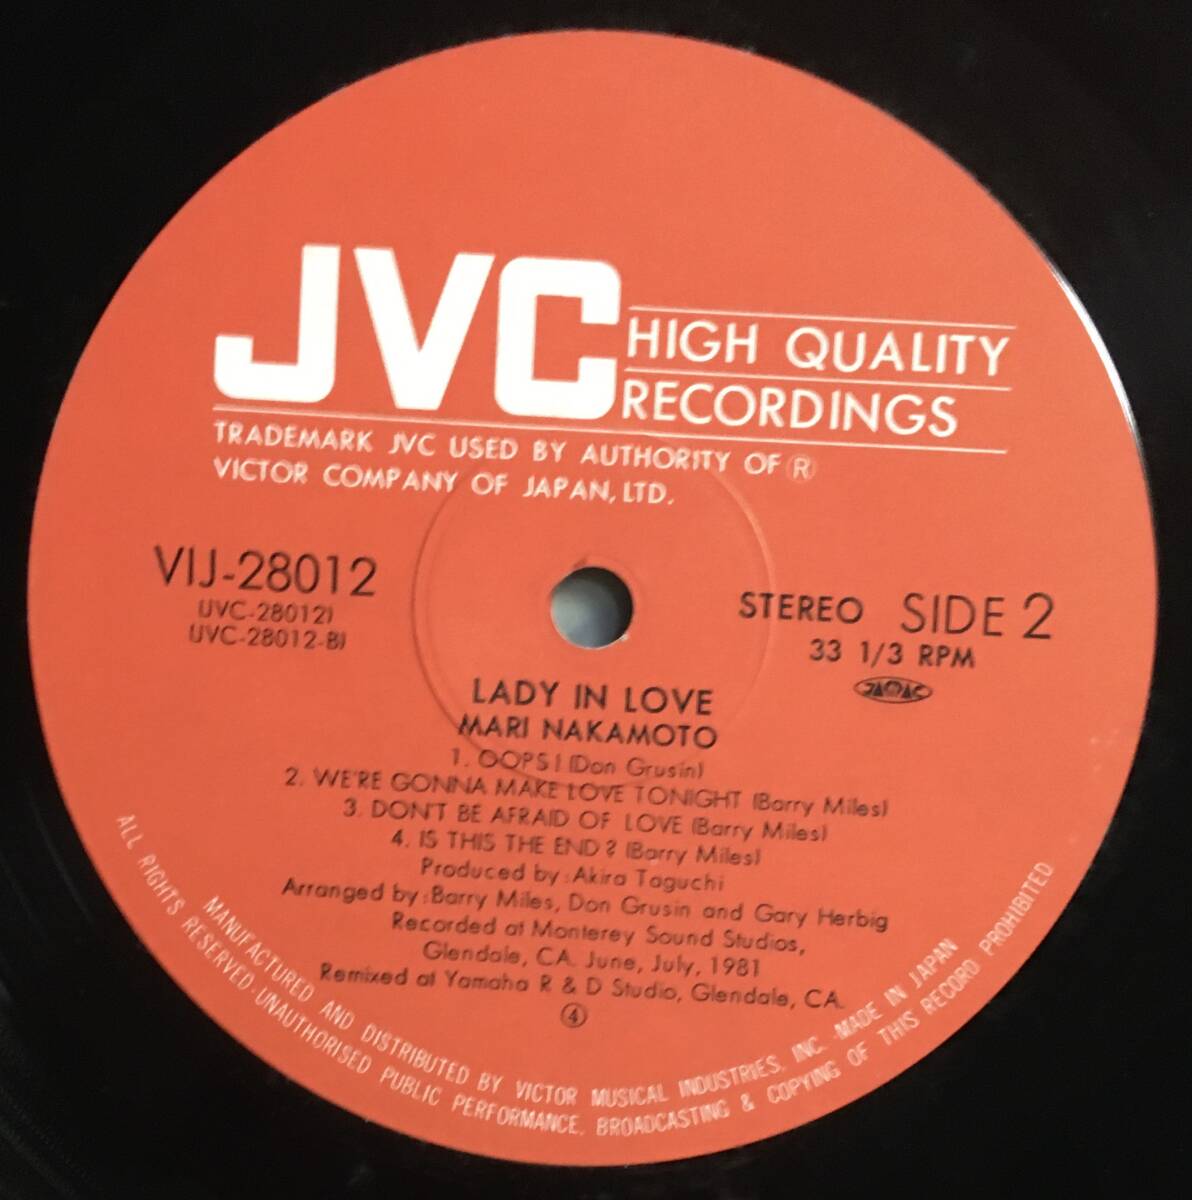 JVC
HIGH QUALITY
RECORDINGS
TRADEMARK JVC USED BY AUTHORITY OF Ⓡ
VICTOR COMPANY OF JAPAN, LTD.
VIJ-28012
(JVC-28012)
(JVC-28012-B)
STEREO SIDE 2
33 1/3 RPM
JASRAC
LADY IN LOVE
MARI NAKAMOTO
1. OOPS! (Don Grusin)
2. WE'RE GONNA MAKE LOVE TONIGHT (Barry Miles)
3. DON'T BE AFRAID OF LOVE (Barry Miles)
4. IS THIS THE END? (Barry Miles)
Produced by: Akira Taguchi
Arranged by: Barry Miles, Don Grusin and Gary Herbig
Recorded at Monterey Sound Studios,
Glendale, CA. June, July, 1981
Remixed at Yamaha R & D Studio, Glendale, CA.
④
MANUFACTURED AND DISTRIBUTED BY VICTOR MUSICAL INDUSTRIES, INC. MADE IN JAPAN
ALL RIGHTS RESERVED. UNAUTHORISED PUBLIC PERFORMANCE, BROADCASTING & COPYING OF THIS RECORD PROHIBITED